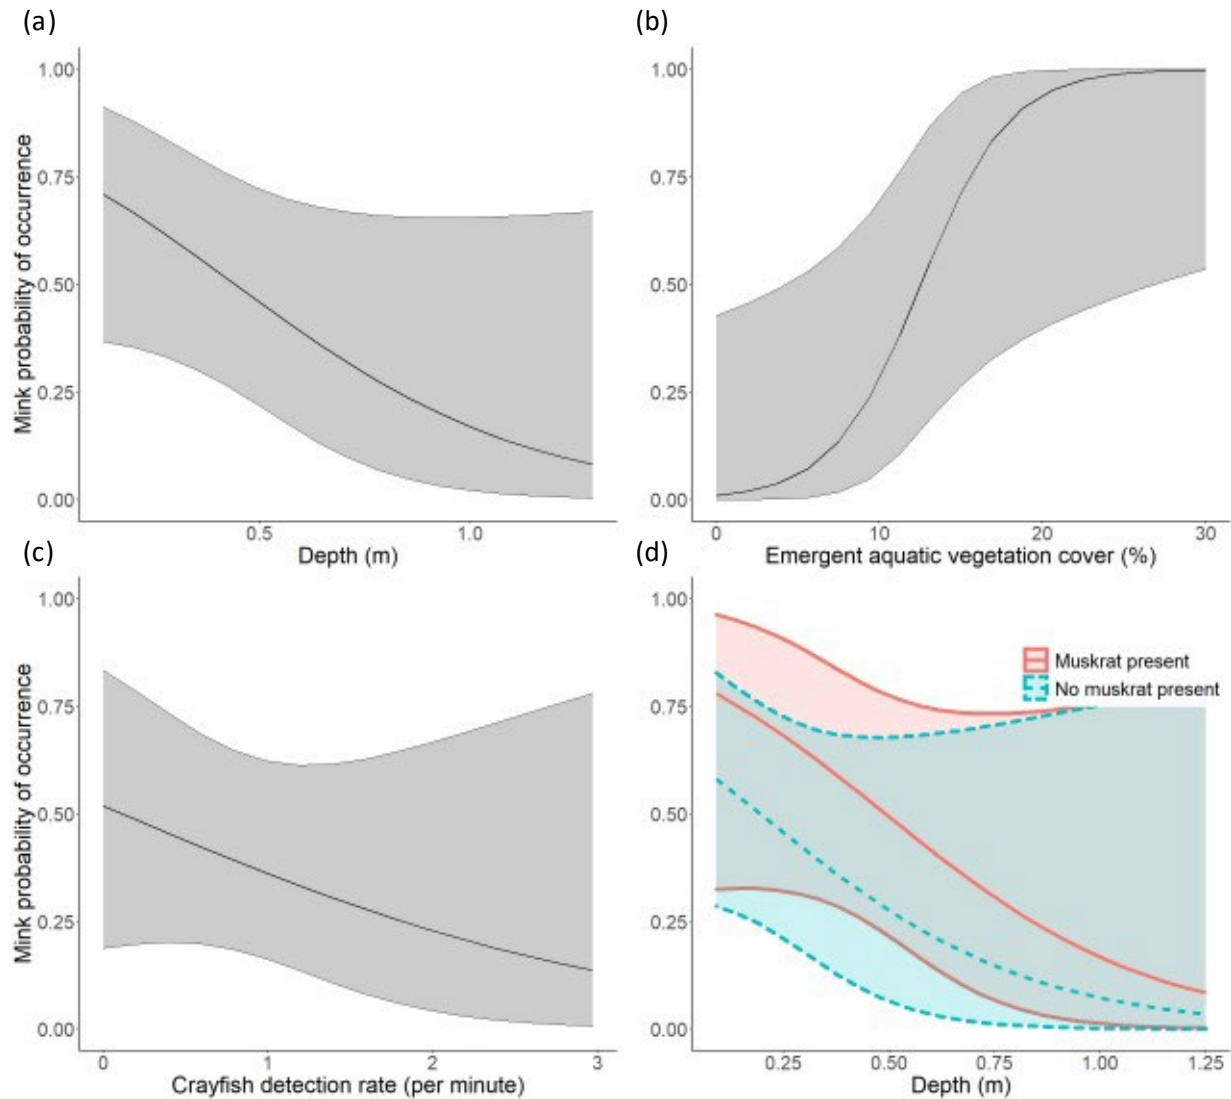 (a)
Mink probability of occurrence
1.00
0.75
0.50
0.25
0.00
0.5 1.0
Depth (m)
(b)
1.00
0.75
0.50
0.25
0.00
0 10 20 30
Emergent aquatic vegetation cover (%)
(c)
Mink probability of occurrence
1.00
0.75
0.50
0.25
0.00
0 1 2 3
Crayfish detection rate (per minute)
(d)
1.00
0.75
0.50
0.25
0.00
Muskrat present
No muskrat present
0.25 0.50 0.75 1.00 1.25
Depth (m)